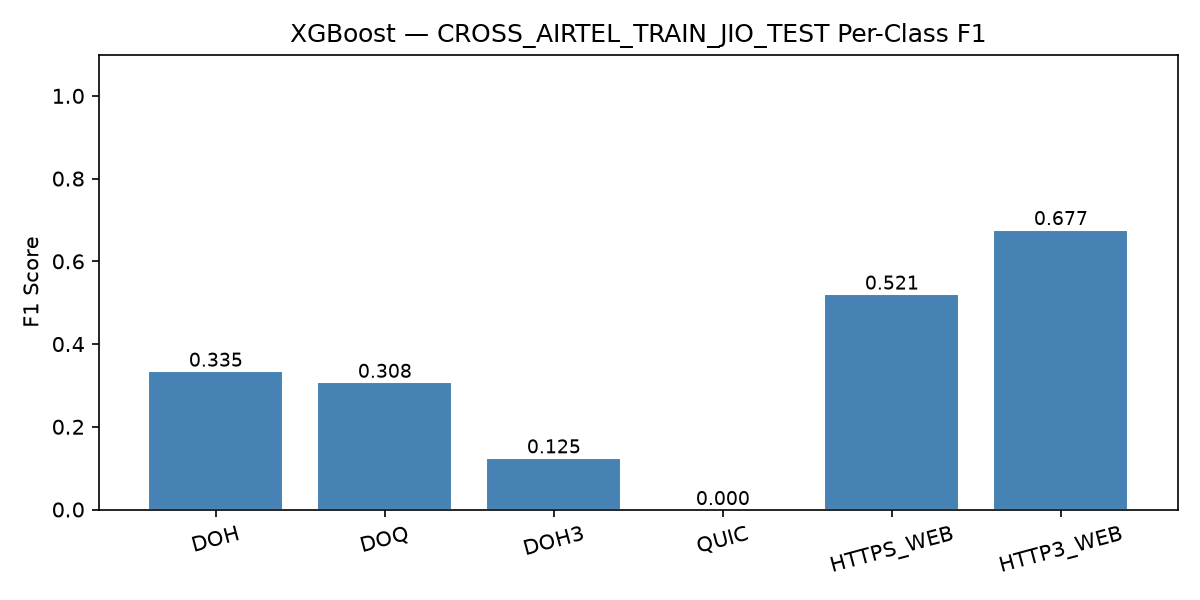 XGBoost — CROSS_AIRTEL_TRAIN_JIO_TEST Per-Class F1
F1 Score
1.0
0.8
0.6
0.4
0.2
0.0
0.335
0.308
0.125
0.000
0.521
0.677
DOH
DOQ
DOH3
QUIC
HTTPS_WEB
HTTP3_WEB